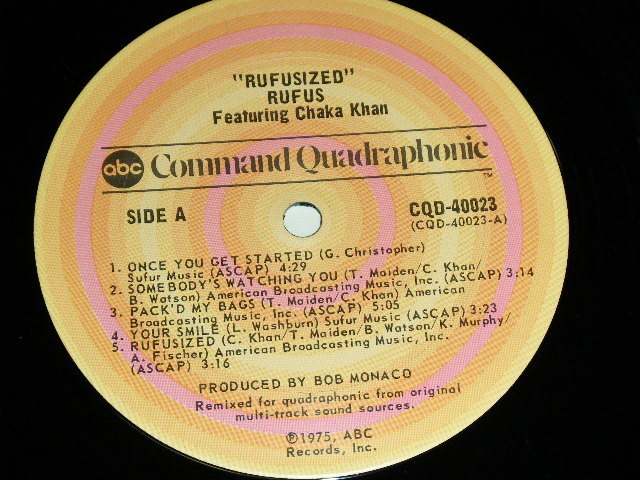 "RUFUSIZED"
RUFUS
Featuring Chaka Khan
abc Command Quadraphonic
™
SIDE A
CQD-40023
(CQD-40023-A)
1. ONCE YOU GET STARTED (G. Christopher)
Sufur Music (ASCAP) 4:29
2. SOMEBODY'S WATCHING YOU (T. Maiden/C. Khan/
B. Watson) American Broadcasting Music, Inc. (ASCAP) 3:14
3. PACK'D MY BAGS (T. Maiden/C. Khan) American
Broadcasting Music, Inc. (ASCAP) 5:05
4. YOUR SMILE (L. Washburn) Sufur Music (ASCAP) 3:23
5. RUFUSIZED (C. Khan/T. Maiden/B. Watson/K. Murphy/
A. Fischer) American Broadcasting Music, Inc.
(ASCAP) 3:16
PRODUCED BY BOB MONACO
Remixed for quadraphonic from original
multi-track sound sources.
℗1975, ABC
Records, Inc.